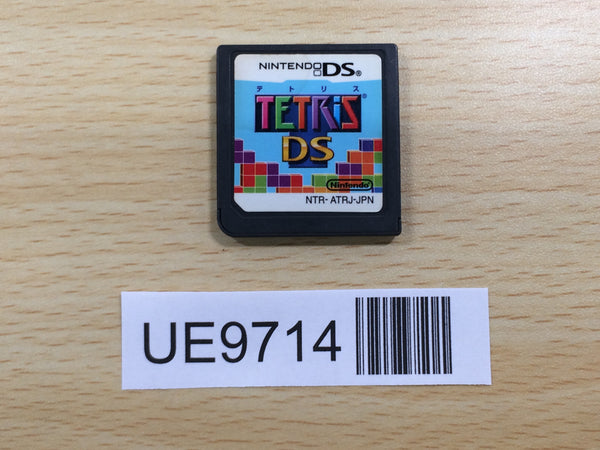 NINTENDO DS®
テトリス
TETRIS®
DS
Nintendo
NTR- ATRJ-JPN
UE9714